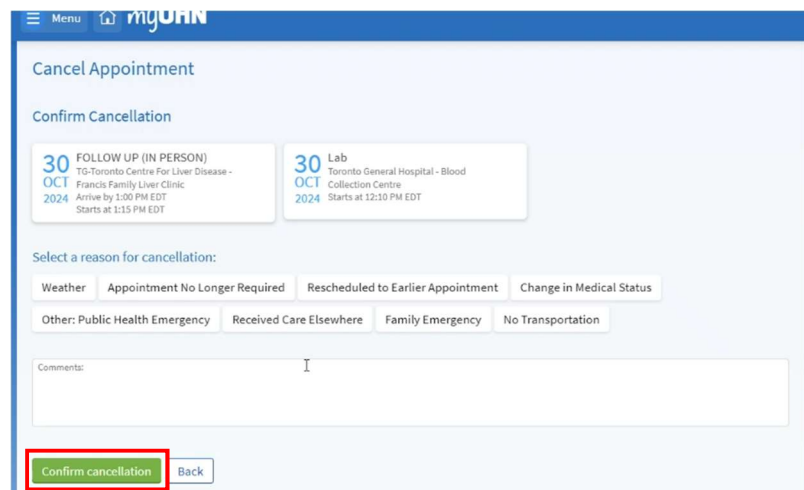 Menu myUHN
Cancel Appointment
Confirm Cancellation
30 OCT 2024
FOLLOW UP (IN PERSON)
TG-Toronto Centre For Liver Disease -
Francis Family Liver Clinic
Arrive by 1:00 PM EDT
Starts at 1:15 PM EDT
30 OCT 2024
Lab
Toronto General Hospital - Blood
Collection Centre
Starts at 12:10 PM EDT
Select a reason for cancellation:
Weather Appointment No Longer Required Rescheduled to Earlier Appointment Change in Medical Status
Other: Public Health Emergency Received Care Elsewhere Family Emergency No Transportation
Comments:
Confirm cancellation Back